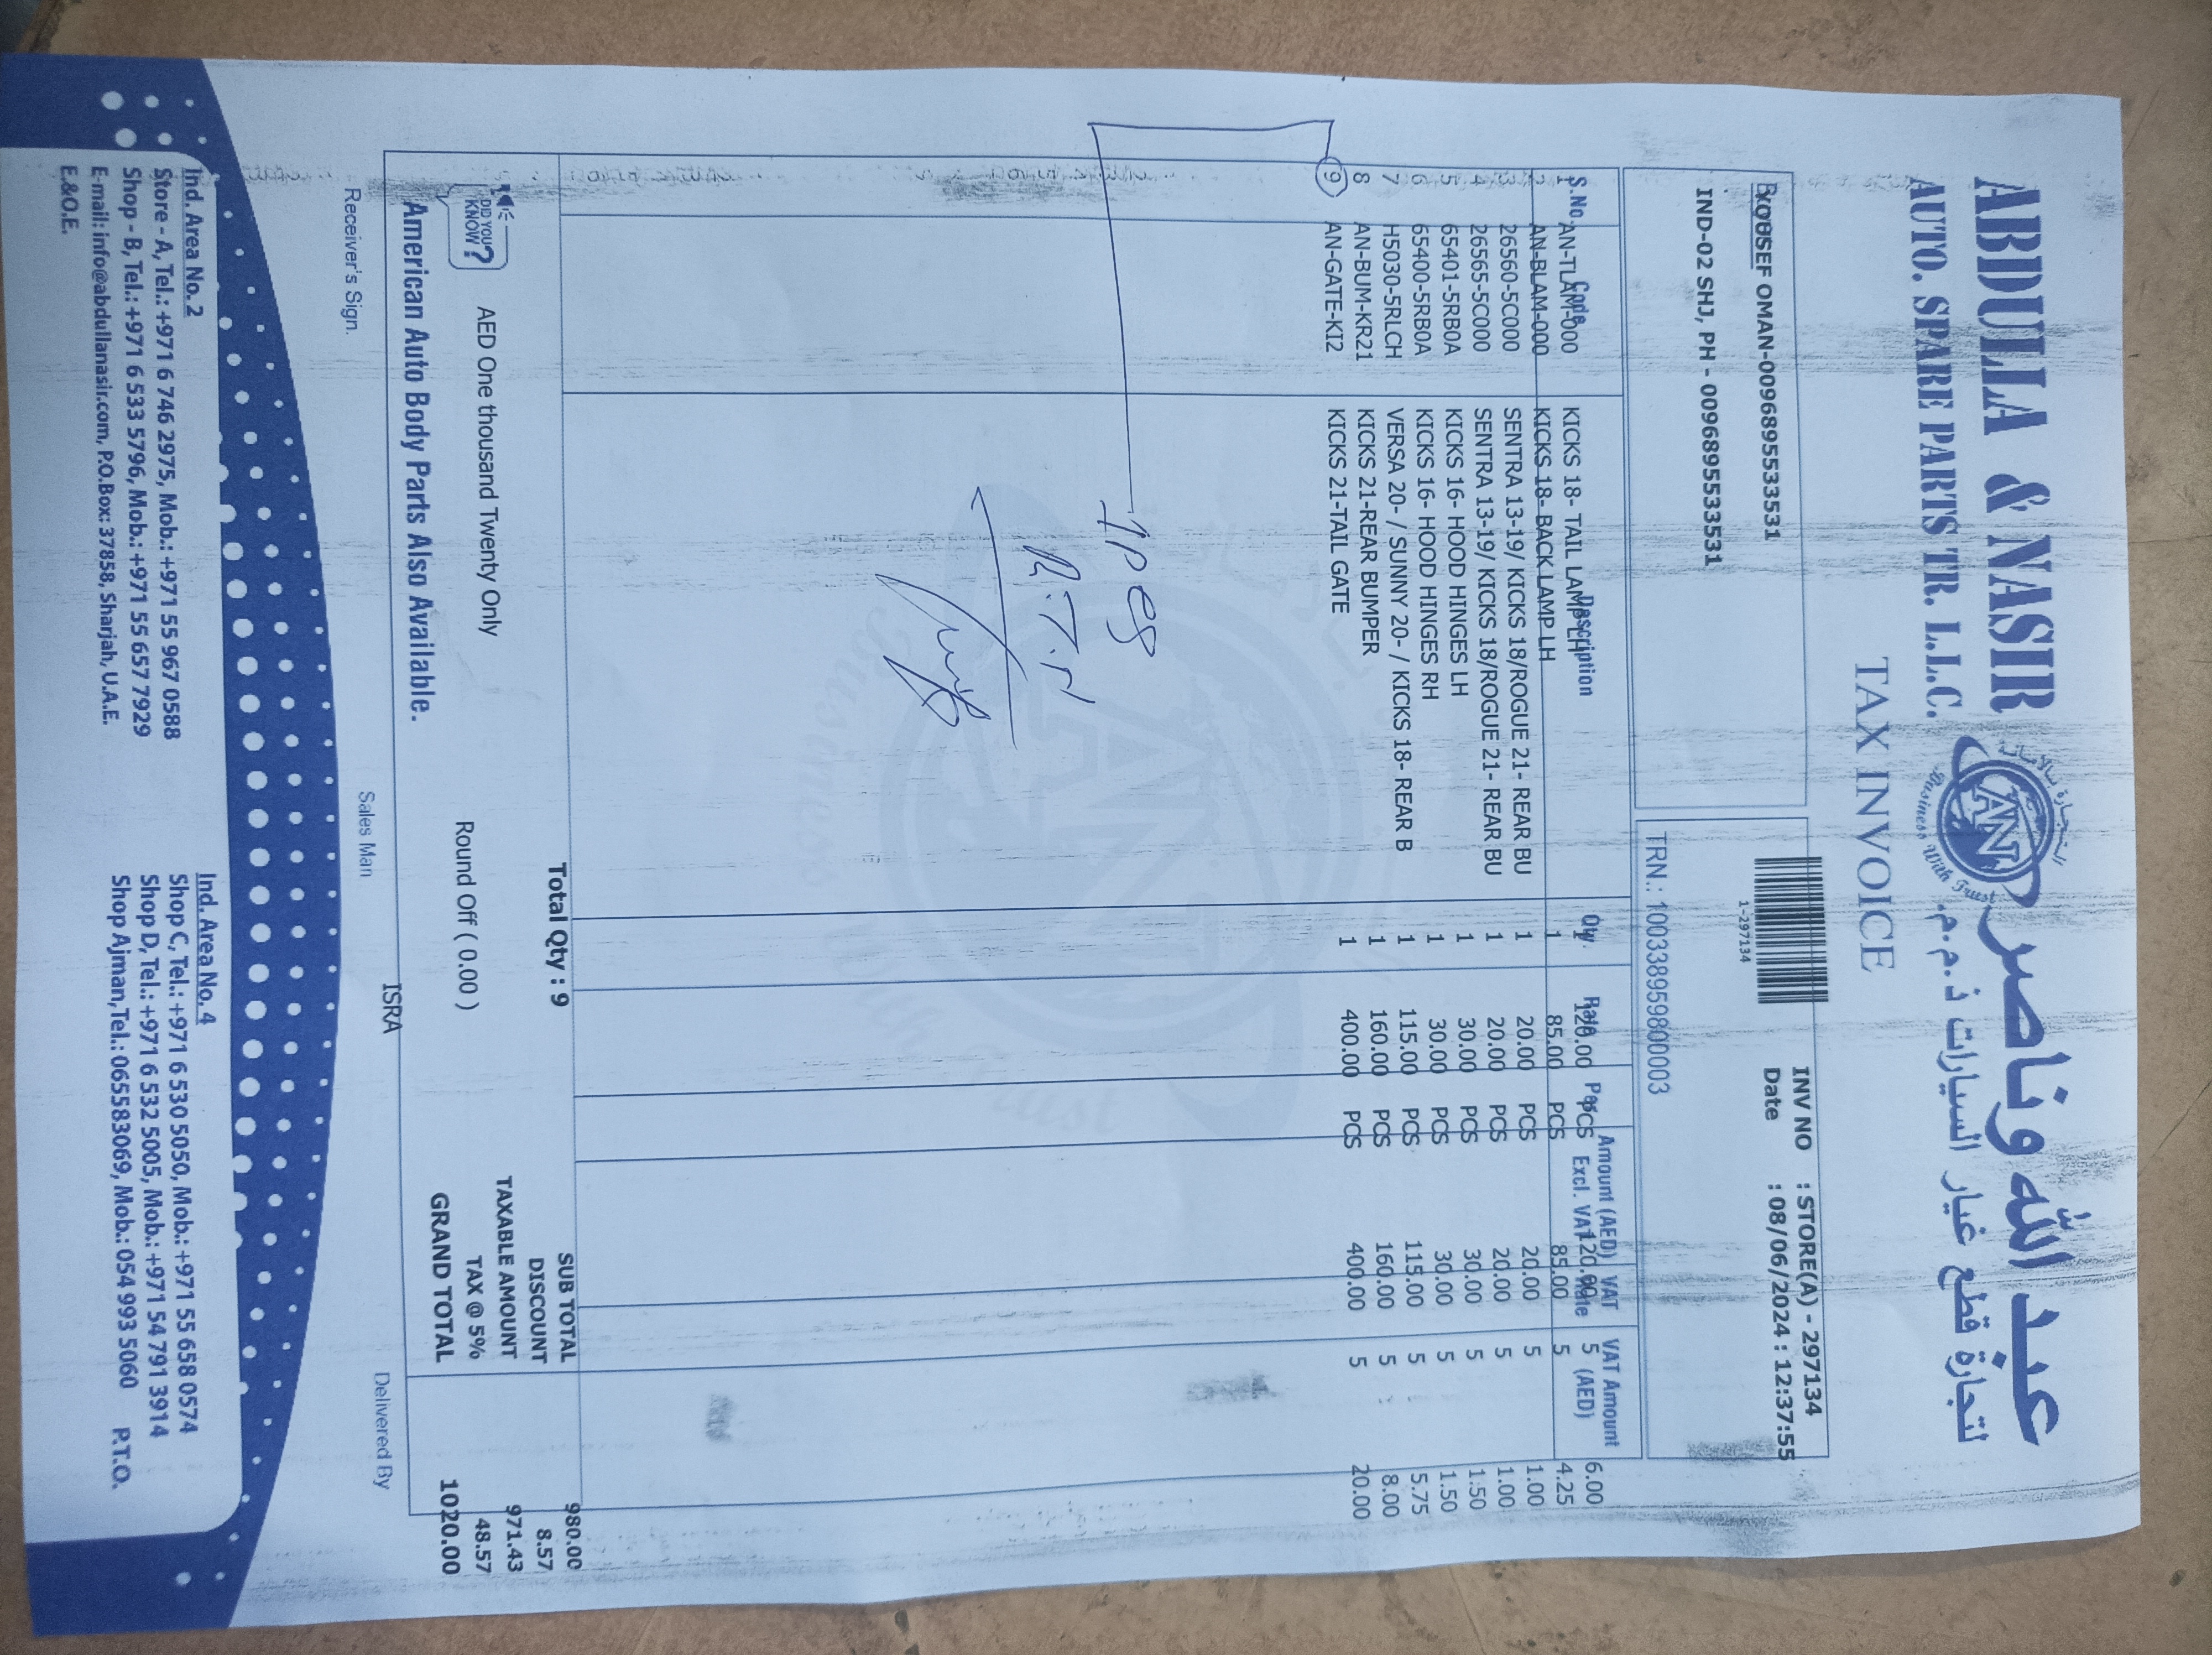 ABDULLA & NASIR
AUTO. SPARE PARTS TR. L.L.C.
عبدالله وناصر
لتجارة قطع غيار السيارات ذ.م.م.
التجارة بالأمانة
AN
Business With Trust
TAX INVOICE
YOUSEF OMAN-0096895533531
IND-02 SHJ, PH - 0096895533531
1-297134
INV NO : STORE(A) - 297134
Date : 08/06/2024 : 12:37:55
TRN.: 100338959800003
S.No. Code Description Qty. Rate Per Amount (AED) Excl. VAT VAT Rate VAT Amount (AED)
1 AN-TLAM-000 KICKS 18- TAIL LAMP LH 1 120.00 PCS 120.00 5 6.00
2 AN-BLAM-000 KICKS 18- BACK LAMP LH 1 85.00 PCS 85.00 5 4.25
3 26560-5C000 SENTRA 13-19/ KICKS 18/ROGUE 21- REAR BU 1 20.00 PCS 20.00 5 1.00
4 26565-5C000 SENTRA 13-19/ KICKS 18/ROGUE 21- REAR BU 1 20.00 PCS 20.00 5 1.00
5 65401-5RB0A KICKS 16- HOOD HINGES LH 1 30.00 PCS 30.00 5 1.50
6 65400-5RB0A KICKS 16- HOOD HINGES RH 1 30.00 PCS 30.00 5 1.50
7 H5030-5RLCH VERSA 20- / SUNNY 20- / KICKS 18- REAR B 1 115.00 PCS 115.00 5 5.75
8 AN-BUM-KR21 KICKS 21-REAR BUMPER 1 160.00 PCS 160.00 5 8.00
9 AN-GATE-KI2 KICKS 21-TAIL GATE 1 400.00 PCS 400.00 5 20.00
1 Pcs
R.T.N
Total Qty : 9
SUB TOTAL 980.00
DISCOUNT 8.57
TAXABLE AMOUNT 971.43
TAX @ 5% 48.57
GRAND TOTAL 1020.00
DID YOU KNOW?
AED One thousand Twenty Only
Round Off ( 0.00 )
American Auto Body Parts Also Available.
ISRA
Receiver's Sign. Sales Man Delivered By
Ind. Area No. 2
Store - A, Tel.: +971 6 746 2975, Mob.: +971 55 967 0588
Shop - B, Tel.: +971 6 533 5796, Mob.: +971 55 657 7929
E-mail: info@abdullanasir.com, P.O.Box: 37858, Sharjah, U.A.E.
E.&O.E.
Ind. Area No. 4
Shop C, Tel.: +971 6 530 5050, Mob.: +971 55 658 0574
Shop D, Tel.: +971 6 532 5005, Mob.: +971 54 791 3914
Shop Ajman, Tel.: 065583069, Mob.: 054 993 5060
P.T.O.